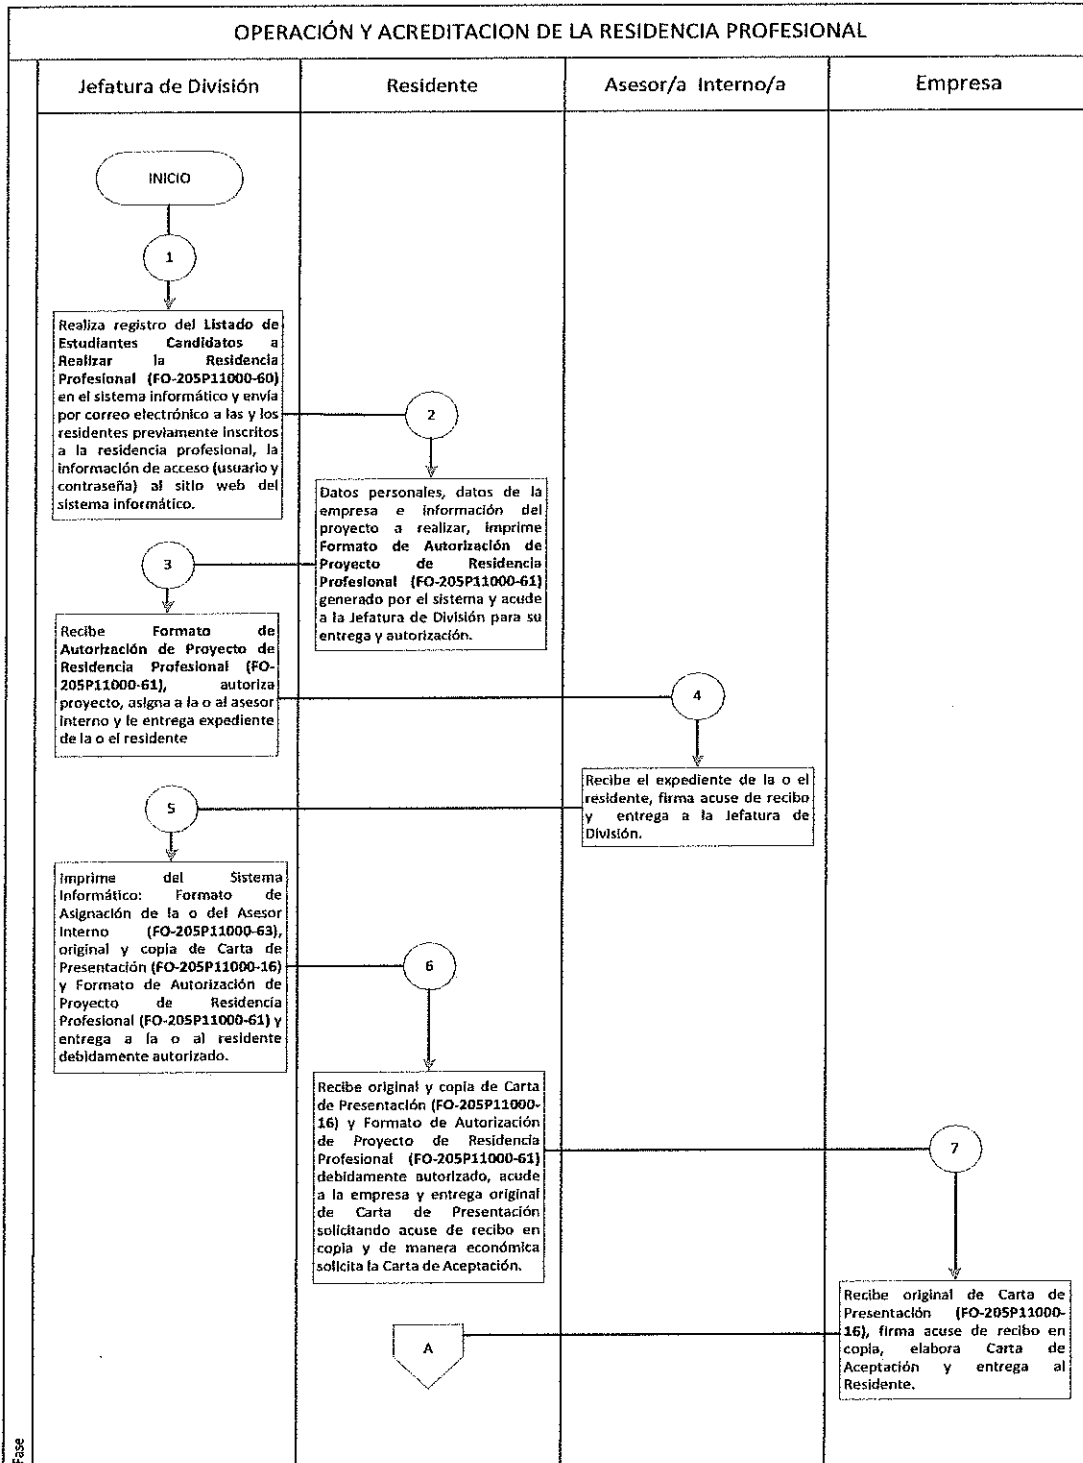 OPERACIÓN Y ACREDITACION DE LA RESIDENCIA PROFESIONAL
Jefatura de División
Residente
Asesor/a Interno/a
Empresa
INICIO
1
Realiza registro del Listado de
Estudiantes Candidatos a
Realizar la Residencia
Profesional (FO-205P11000-60)
en el sistema informático y envía
por correo electrónico a las y los
residentes previamente inscritos
a la residencia profesional, la
información de acceso (usuario y
contraseña) al sitio web del
sistema informático.
2
Datos personales, datos de la
empresa e información del
proyecto a realizar, imprime
Formato de Autorización de
Proyecto de Residencia
Profesional (FO-205P11000-61)
generado por el sistema y acude
a la Jefatura de División para su
entrega y autorización.
3
Recibe Formato de
Autorización de Proyecto de
Residencia Profesional (FO-
205P11000-61), autoriza
proyecto, asigna a la o al asesor
interno y le entrega expediente
de la o el residente
4
Recibe el expediente de la o el
residente, firma acuse de recibo
y entrega a la Jefatura de
División.
5
Imprime del Sistema
Informático: Formato de
Asignación de la o del Asesor
Interno (FO-205P11000-63),
original y copia de Carta de
Presentación (FO-205P11000-16)
y Formato de Autorización de
Proyecto de Residencia
Profesional (FO-205P11000-61) y
entrega a la o al residente
debidamente autorizado.
6
Recibe original y copia de Carta
de Presentación (FO-205P11000-
16) y Formato de Autorización
de Proyecto de Residencia
Profesional (FO-205P11000-61)
debidamente autorizado, acude
a la empresa y entrega original
de Carta de Presentación
solicitando acuse de recibo en
copia y de manera económica
solicita la Carta de Aceptación.
7
Recibe original de Carta de
Presentación (FO-205P11000-
16), firma acuse de recibo en
copia, elabora Carta de
Aceptación y entrega al
Residente.
A
Fase